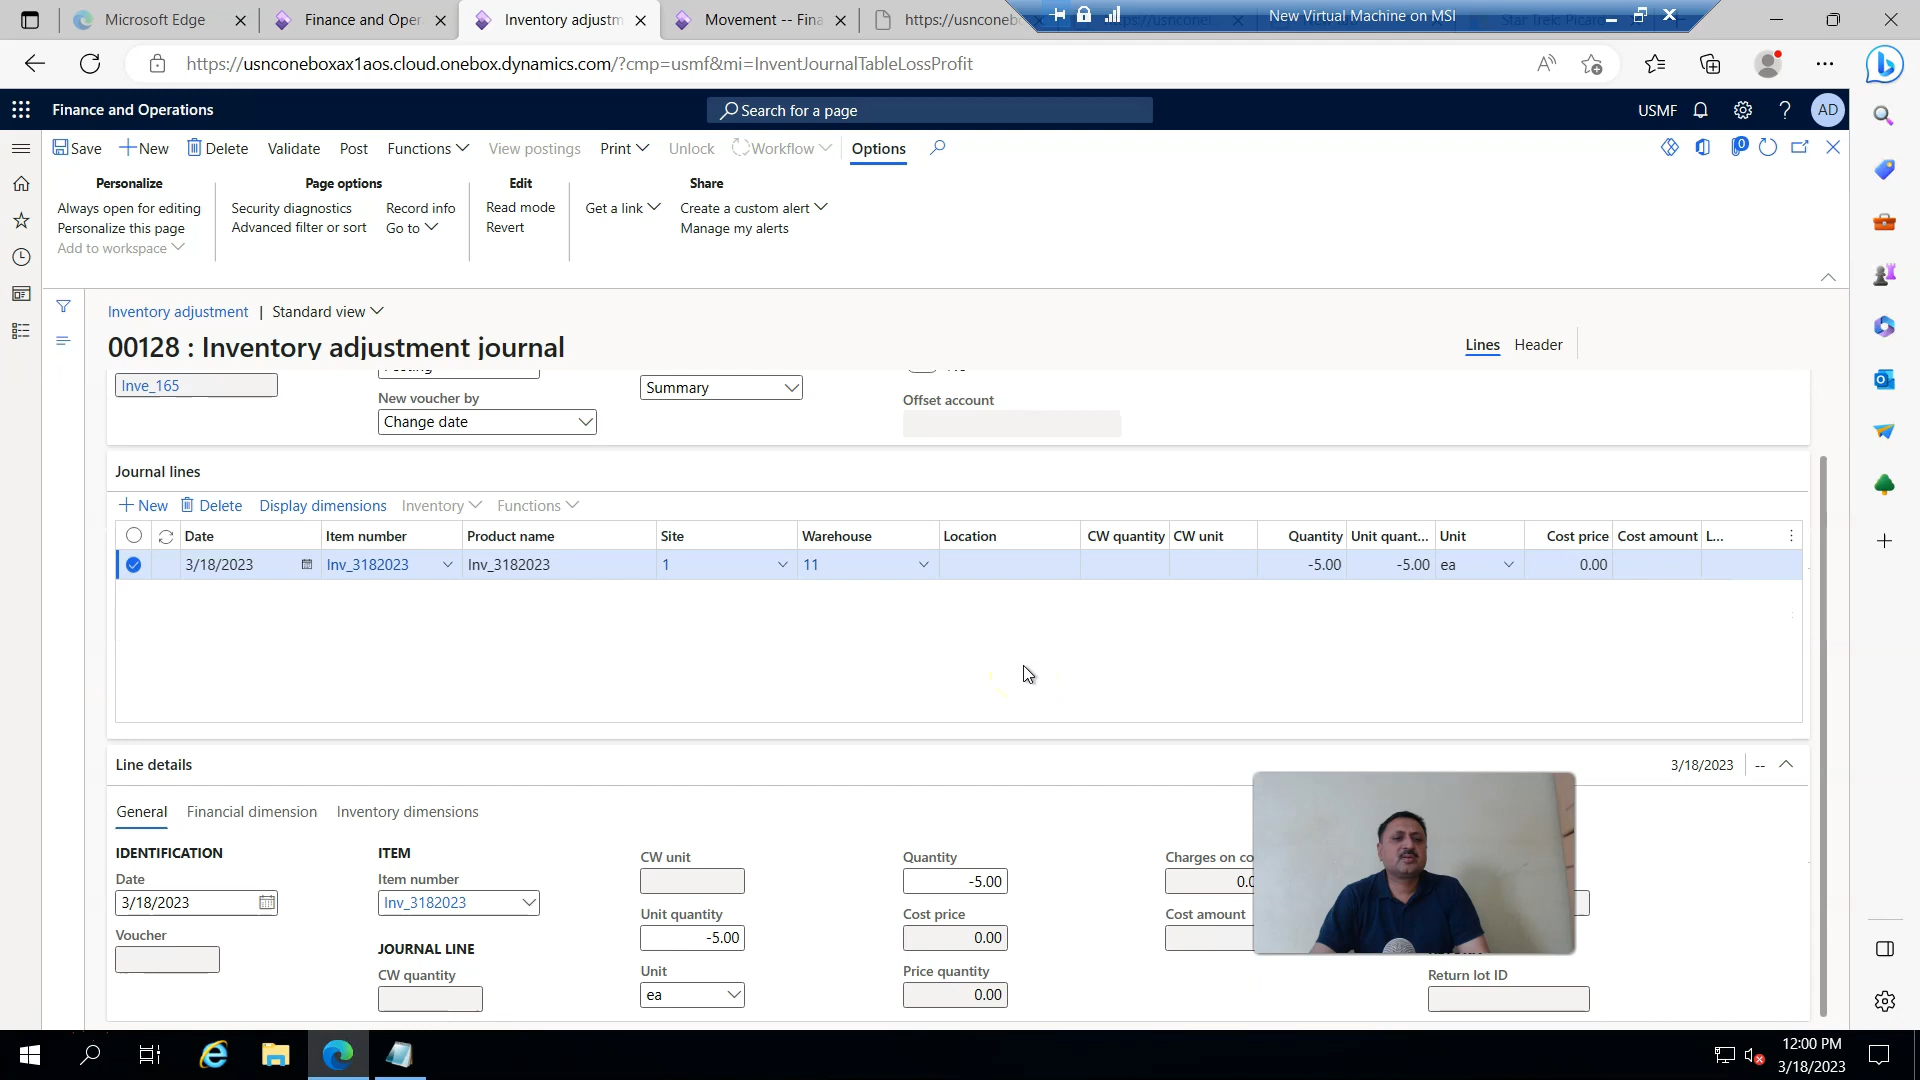 Microsoft Edge
Finance and Oper
Inventory adjustm
Movement -- Fina
https://usnconeb
New Virtual Machine on MSI
https://usnconeboxax1aos.cloud.onebox.dynamics.com/?cmp=usmf&mi=InventJournalTableLossProfit
Finance and Operations
Search for a page
USMF
AD
Save
New
Delete
Validate
Post
Functions
View postings
Print
Unlock
Workflow
Options
0
Personalize
Always open for editing
Personalize this page
Add to workspace
Page options
Security diagnostics
Advanced filter or sort
Record info
Go to
Edit
Read mode
Revert
Share
Get a link
Create a custom alert
Manage my alerts
Inventory adjustment | Standard view
00128 : Inventory adjustment journal
Lines
Header
Inve_165
New voucher by
Change date
Summary
Offset account
Journal lines
New
Delete
Display dimensions
Inventory
Functions
Date Item number Product name Site Warehouse Location CW quantity CW unit Quantity Unit quant... Unit Cost price Cost amount L...
3/18/2023 Inv_3182023 Inv_3182023 1 11 -5.00 -5.00 ea 0.00
Line details
3/18/2023 --
General
Financial dimension
Inventory dimensions
IDENTIFICATION
Date
3/18/2023
Voucher
ITEM
Item number
Inv_3182023
JOURNAL LINE
CW quantity
CW unit
Unit quantity
-5.00
Unit
ea
Quantity
-5.00
Cost price
0.00
Price quantity
0.00
Charges on co
Cost amount
Return lot ID
12:00 PM
3/18/2023